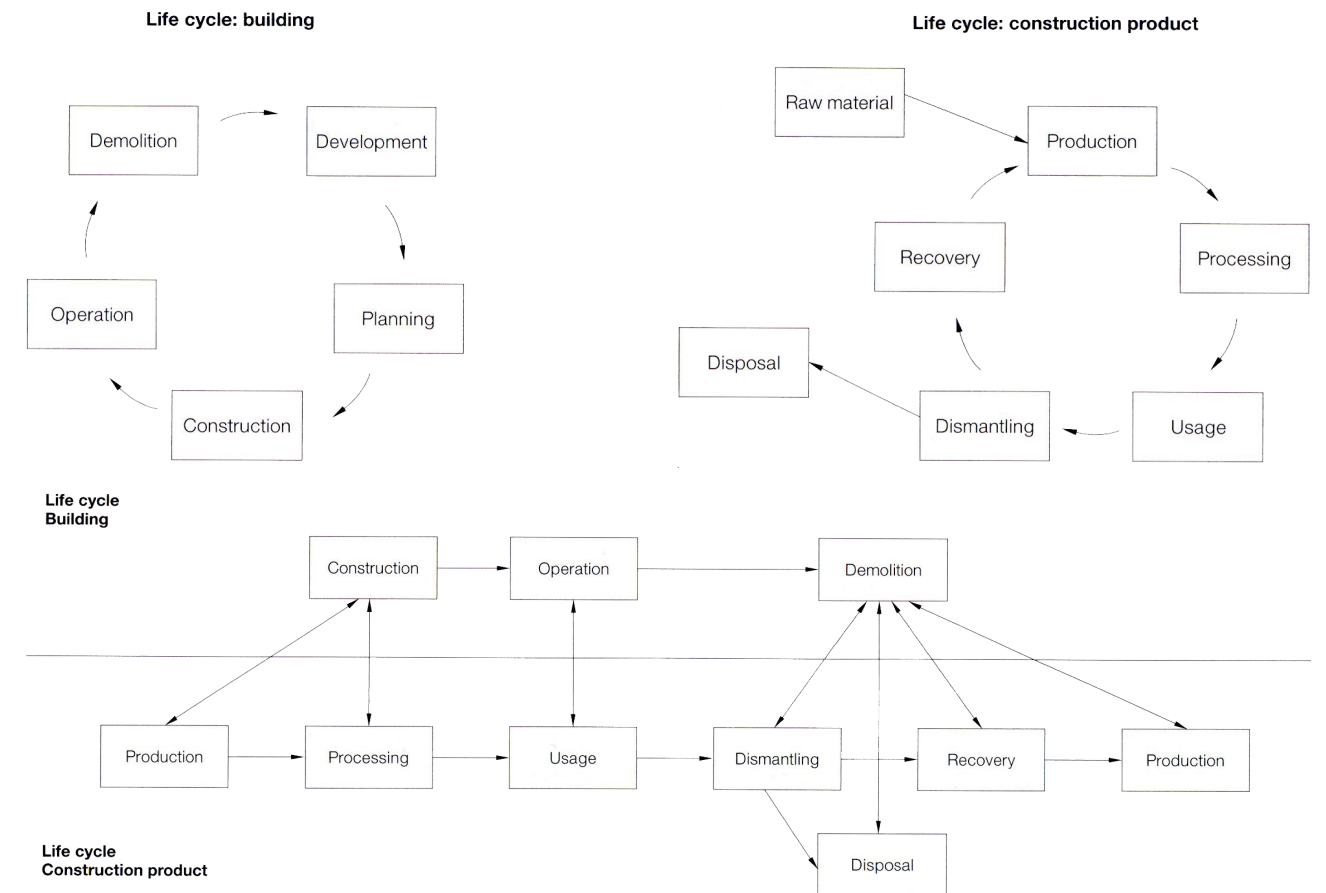 Life cycle: building
Demolition
Development
Operation
Planning
Construction
Life cycle: construction product
Raw material
Production
Recovery
Processing
Disposal
Dismantling
Usage
Life cycle
Building
Construction
Operation
Demolition
Production
Processing
Usage
Dismantling
Recovery
Production
Disposal
Life cycle
Construction product